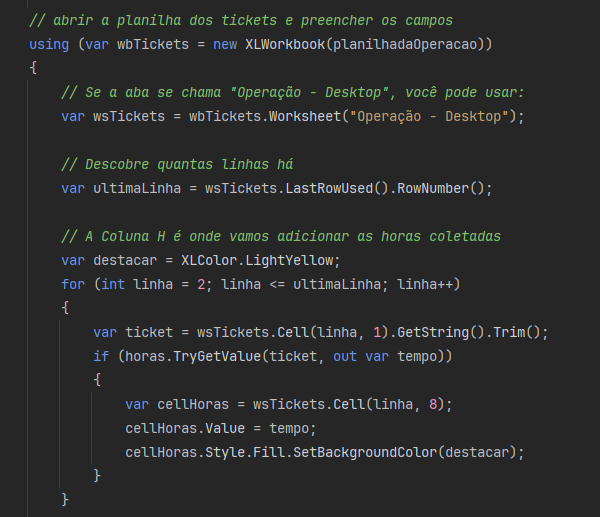 // abrir a planilha dos tickets e preencher os campos
using (var wbTickets = new XLWorkbook(planilhadaOperacao))
{
// Se a aba se chama "Operação - Desktop", você pode usar:
var wsTickets = wbTickets.Worksheet("Operação - Desktop");
// Descobre quantas linhas há
var ultimaLinha = wsTickets.LastRowUsed().RowNumber();
// A Coluna H é onde vamos adicionar as horas coletadas
var destacar = XLColor.LightYellow;
for (int linha = 2; linha <= ultimaLinha; linha++)
{
var ticket = wsTickets.Cell(linha, 1).GetString().Trim();
if (horas.TryGetValue(ticket, out var tempo))
{
var cellHoras = wsTickets.Cell(linha, 8);
cellHoras.Value = tempo;
cellHoras.Style.Fill.SetBackgroundColor(destacar);
}
}